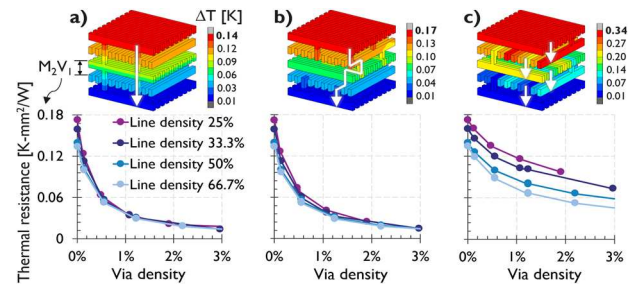 a) ΔT [K]
0.14
0.12
0.09
0.06
0.03
0.01
b)
0.17
0.13
0.10
0.07
0.04
0.01
c)
0.34
0.27
0.20
0.14
0.07
0.01
M2V1
Thermal resistance [K-mm²/W]
0.18
0.12
0.06
0
Line density 25%
Line density 33.3%
Line density 50%
Line density 66.7%
0% 1% 2% 3%
Via density
0% 1% 2% 3%
Via density
0% 1% 2% 3%
Via density